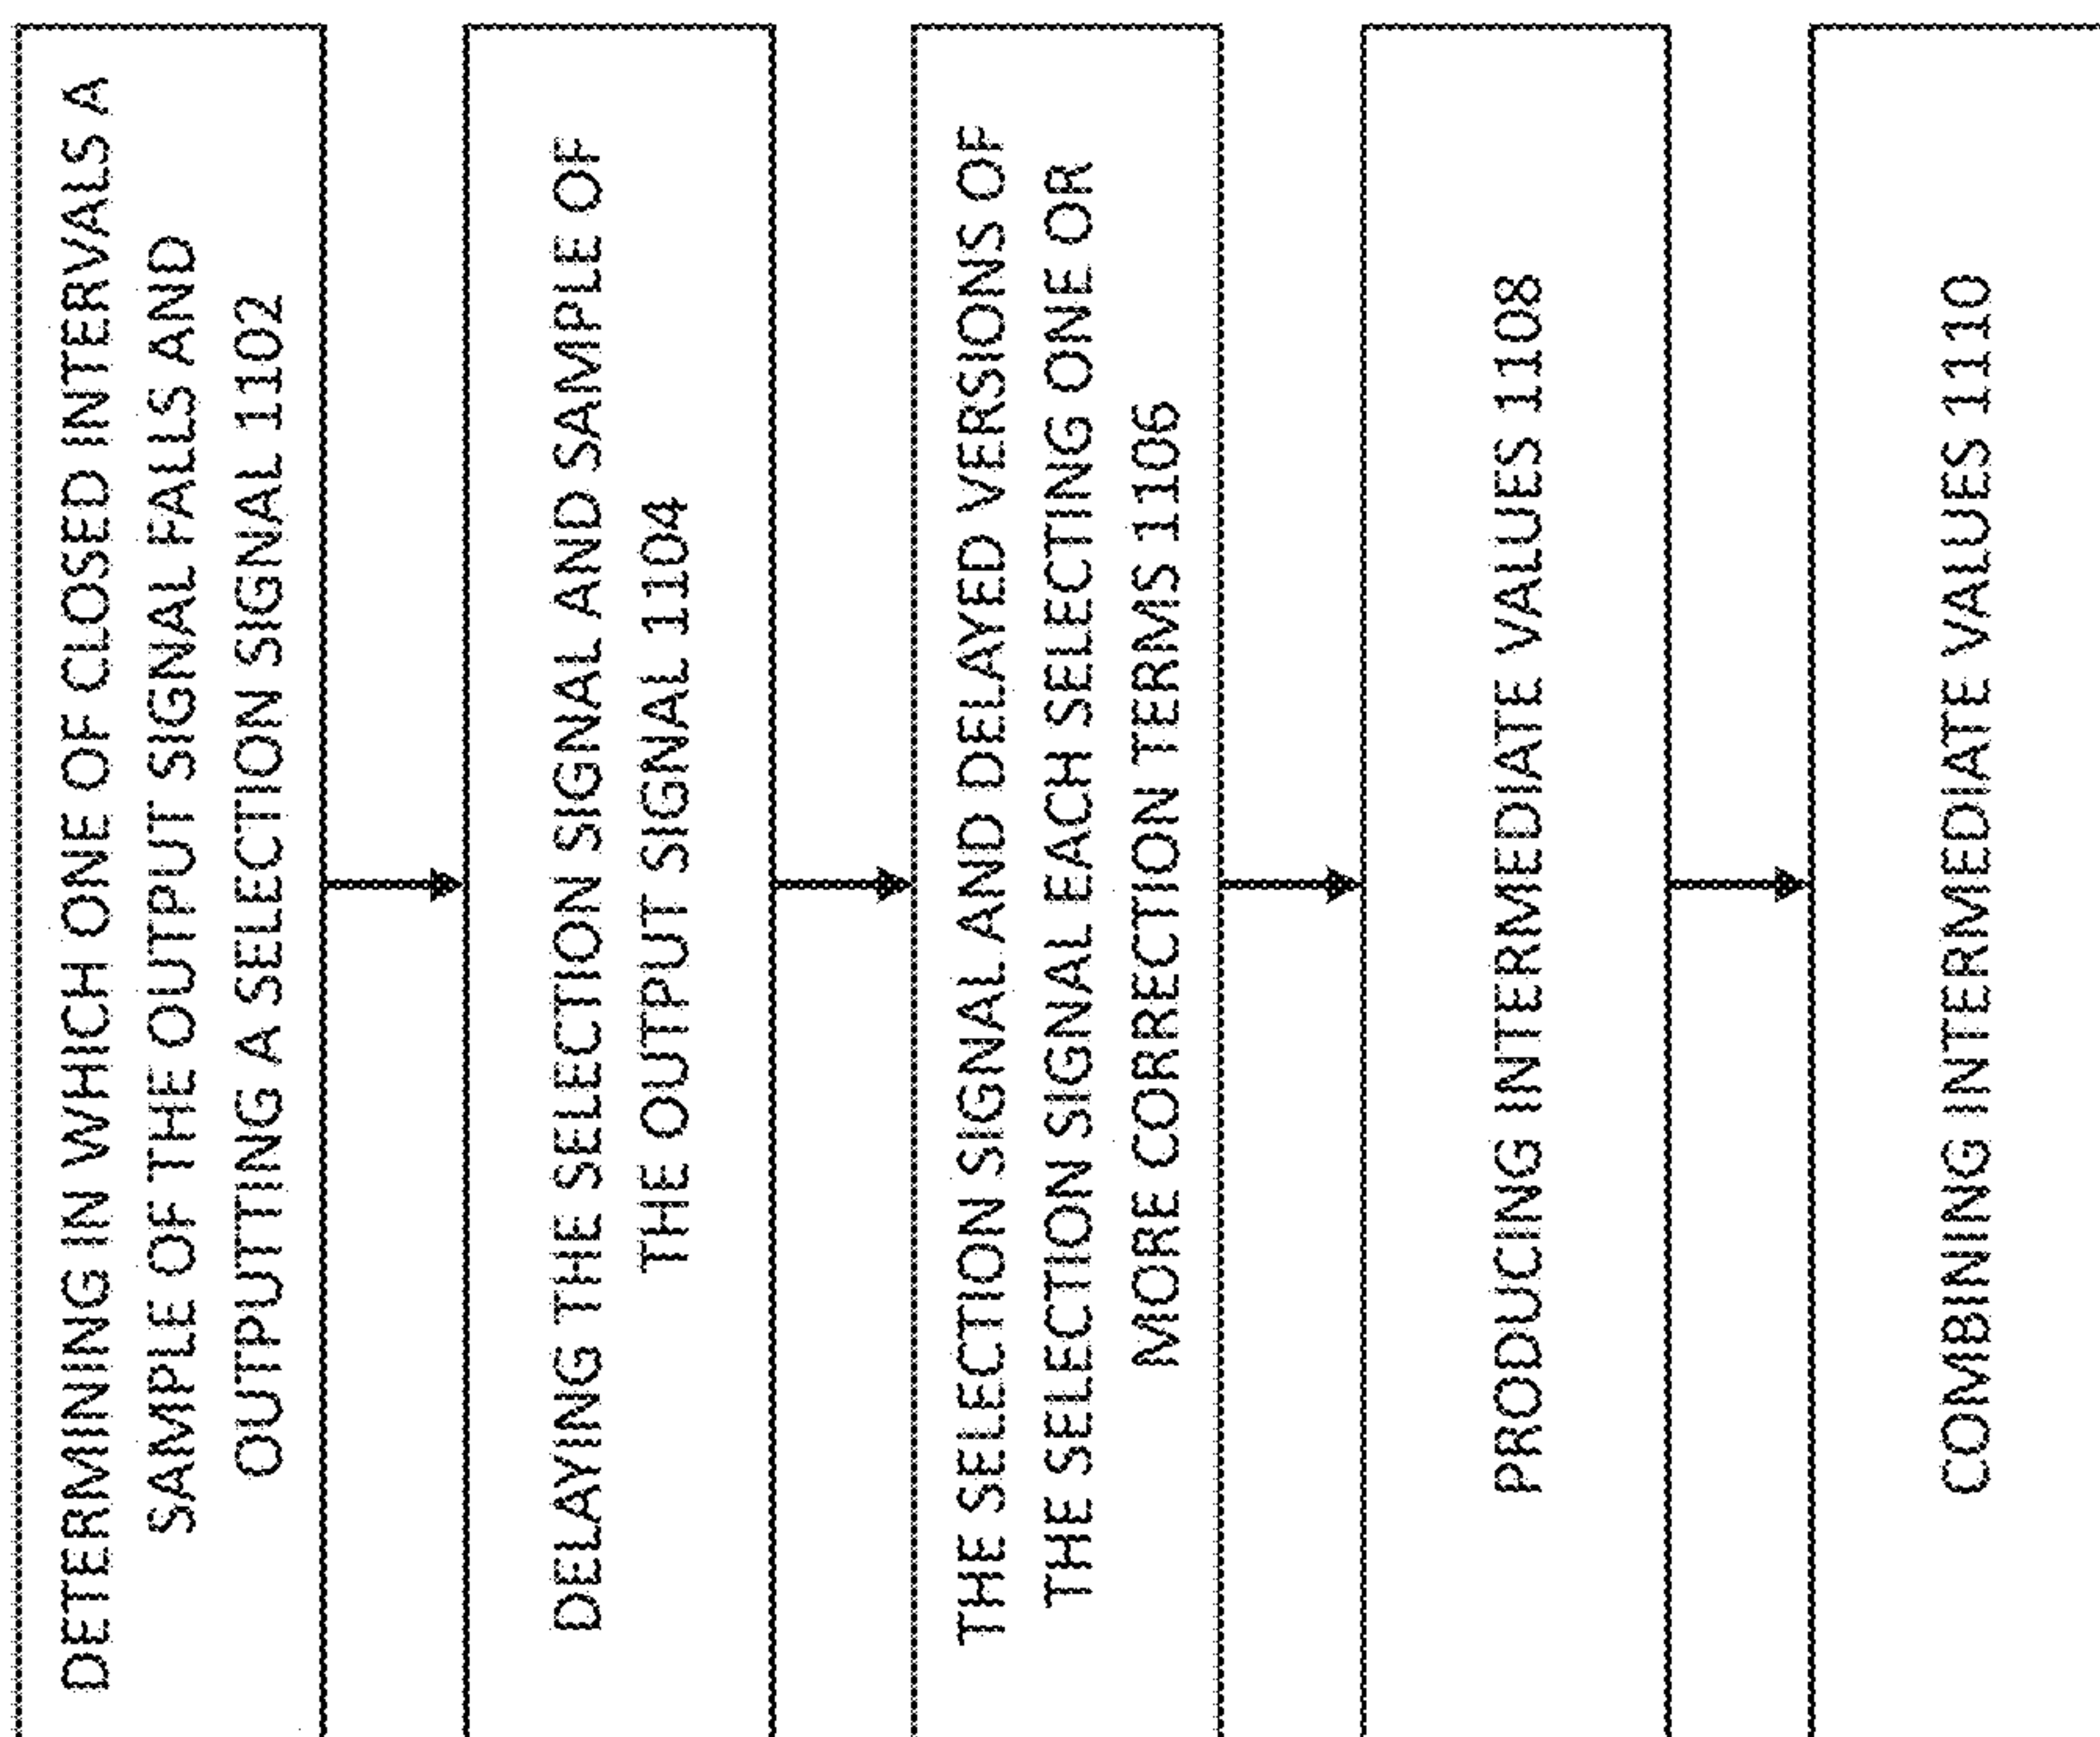 DETERMINING IN WHICH ONE OF CLOSED INTERVALS A
SAMPLE OF THE OUTPUT SIGNAL FALLS AND
OUTPUTTING A SELECTION SIGNAL 1102
DELAYING THE SELECTION SIGNAL AND SAMPLE OF
THE OUTPUT SIGNAL 1104
THE SELECTION SIGNAL AND DELAYED VERSIONS OF
THE SELECTION SIGNAL EACH SELECTING ONE OR
MORE CORRECTION TERMS 1106
PRODUCING INTERMEDIATE VALUES 1108
COMBINING INTERMEDIATE VALUES 1110